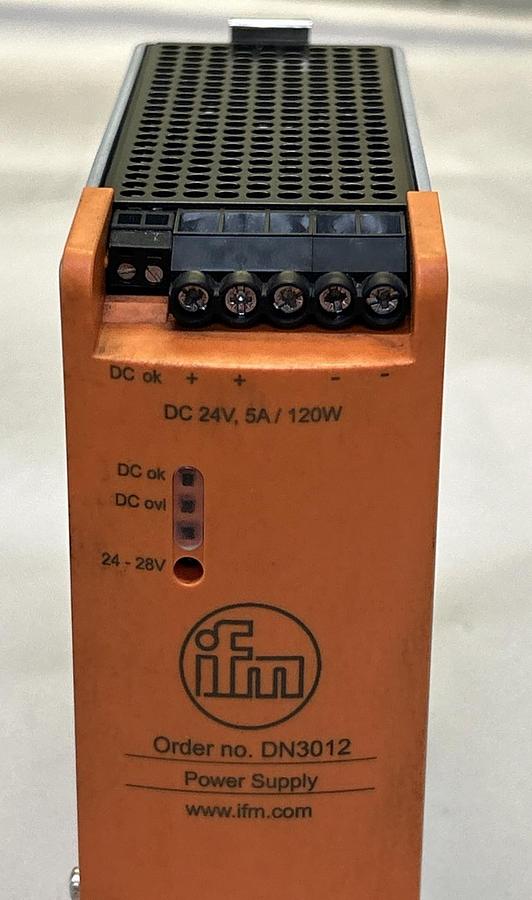 DC ok + + - -
DC 24V, 5A / 120W
DC ok
DC ovl
24 - 28V
ifm
Order no. DN3012
Power Supply
www.ifm.com